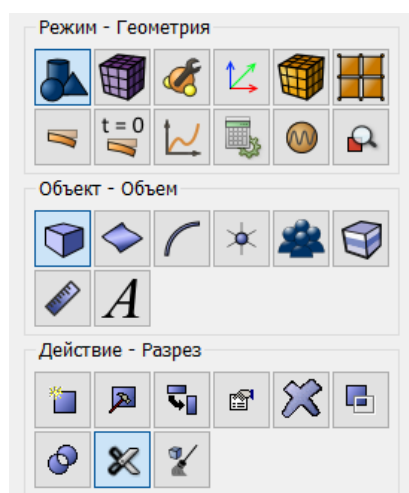 Режим - Геометрия
t = 0
Объект - Объем
A
Действие - Разрез